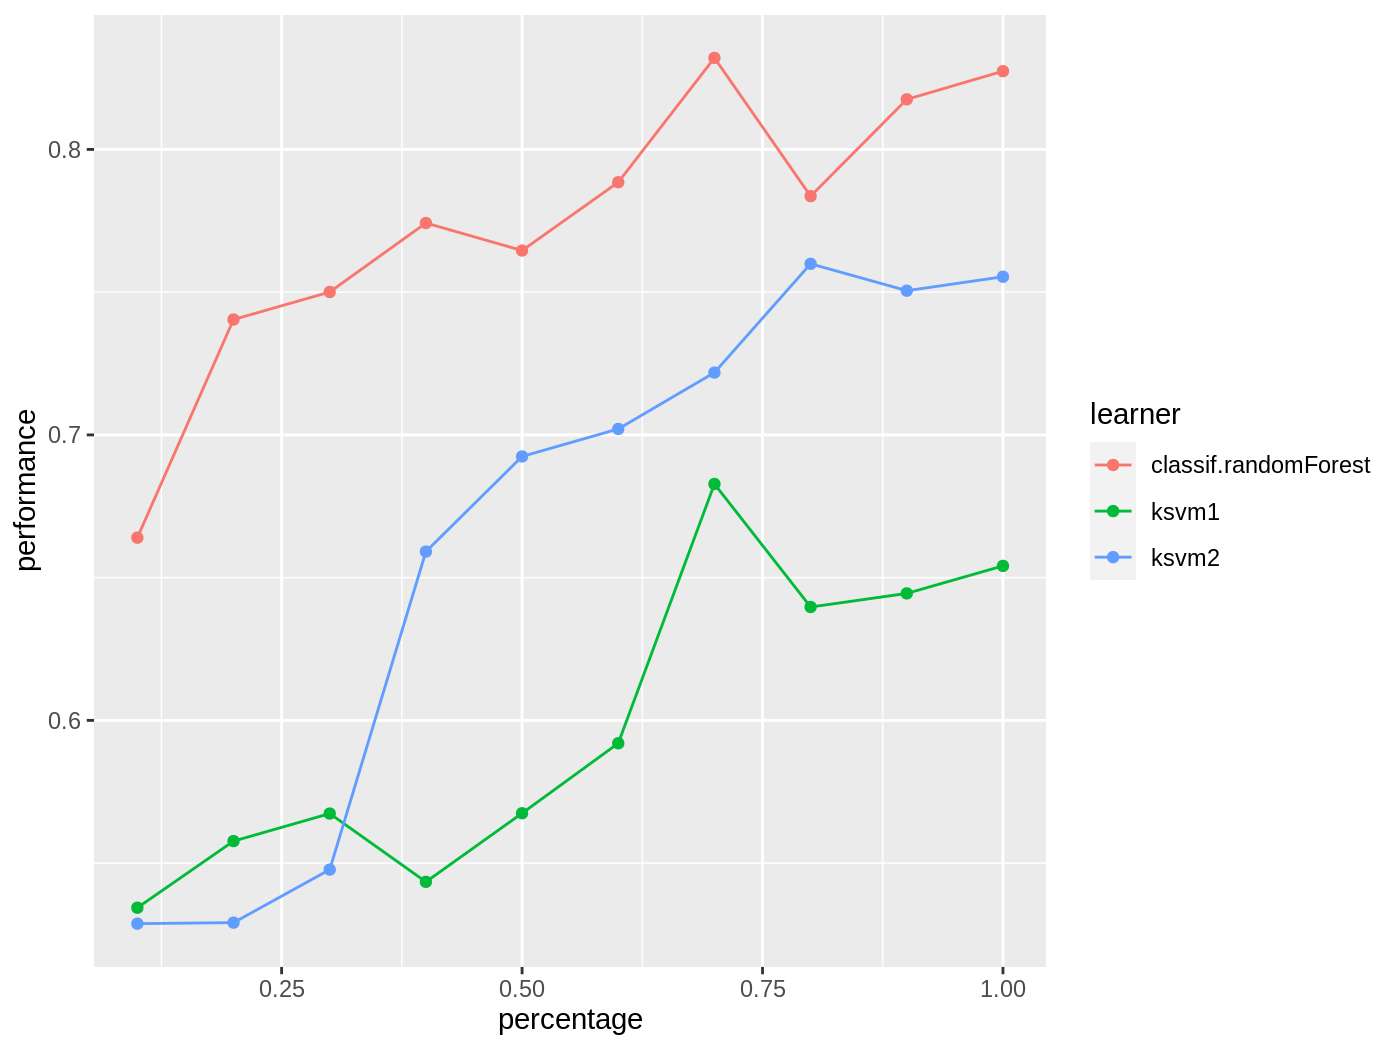 0.8
0.7
0.6
performance
0.25 0.50 0.75 1.00
percentage
learner
classif.randomForest
ksvm1
ksvm2